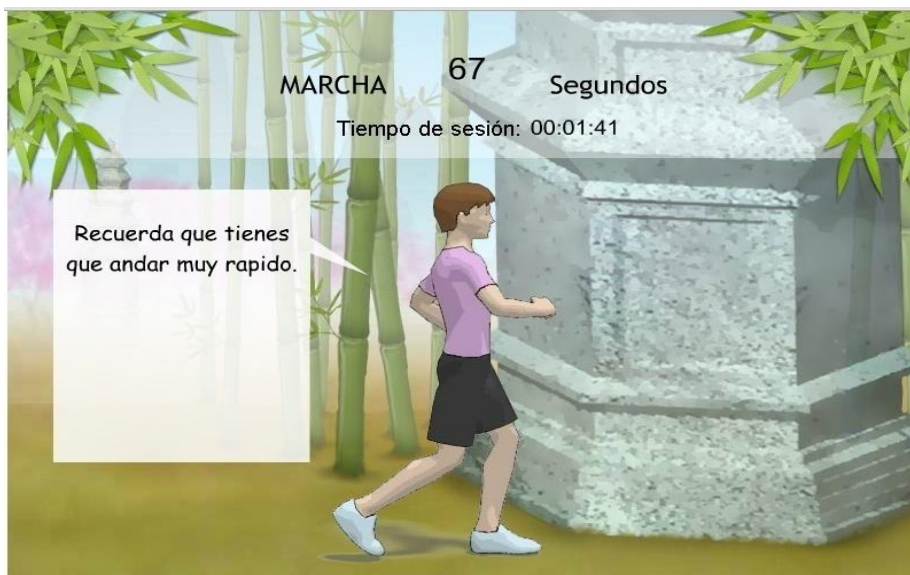 67
MARCHA Segundos
Tiempo de sesión: 00:01:41
Recuerda que tienes
que andar muy rapido.